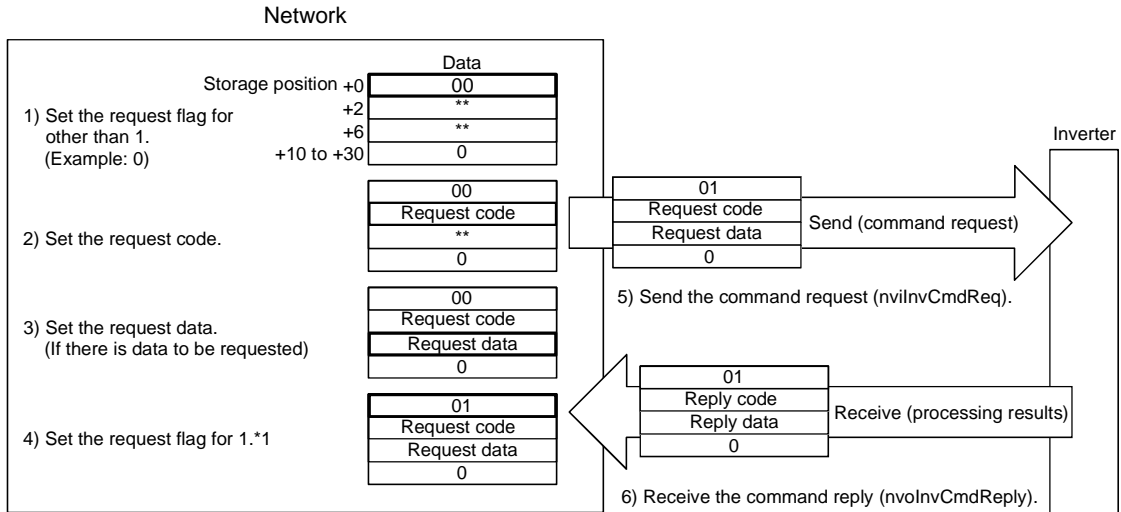 Network
Data
Storage position +0
00
+2
**
+6
**
+10 to +30
0
1) Set the request flag for
other than 1.
(Example: 0)
00
Request code
**
0
2) Set the request code.
00
Request code
Request data
0
3) Set the request data.
(If there is data to be requested)
01
Request code
Request data
0
4) Set the request flag for 1.*1
Inverter
01
Request code
Request data
0
Send (command request)
5) Send the command request (nviInvCmdReq).
01
Reply code
Reply data
0
Receive (processing results)
6) Receive the command reply (nvoInvCmdReply).